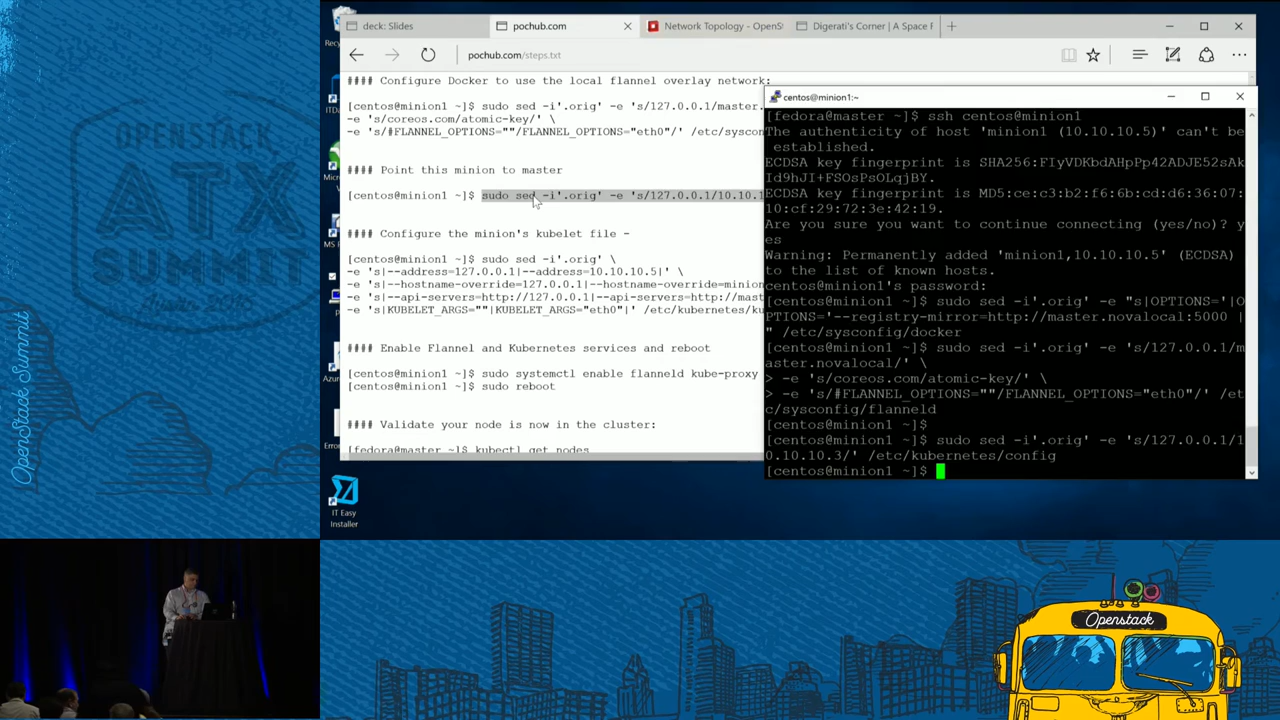 OPENSTACK
ATX
SUMMIT
Austin
OpenStack Summit
deck: Slides
pochub.com
Network Topology - OpenS
Digerati's Corner | A Space F
pochub.com/steps.txt
#### Configure Docker to use the local flannel overlay network:
[centos@minion1 ~]$ sudo sed -i'.orig' -e 's/127.0.0.1/master.
-e 's/coreos.com/atomic-key/' \
-e 's/#FLANNEL_OPTIONS=""/FLANNEL_OPTIONS="eth0"/' /etc/syscon
#### Point this minion to master
[centos@minion1 ~]$ sudo sed -i'.orig' -e 's/127.0.0.1/10.10.1
#### Configure the minion's kubelet file -
[centos@minion1 ~]$ sudo sed -i'.orig' \
-e 's|--address=127.0.0.1|--address=10.10.10.5|' \
-e 's|--hostname-override=127.0.0.1|--hostname-override=minion
-e 's|--api-servers=http://127.0.0.1|--api-servers=http://mast
-e 's|KUBELET_ARGS=""|KUBELET_ARGS="eth0"|' /etc/kubernetes/ku
#### Enable Flannel and Kubernetes services and reboot
[centos@minion1 ~]$ sudo systemctl enable flanneld kube-proxy
[centos@minion1 ~]$ sudo reboot
#### Validate your node is now in the cluster:
[fedora@master ~]$ kubectl get nodes
centos@minion1:~
[fedora@master ~]$ ssh centos@minion1
The authenticity of host 'minion1 (10.10.10.5)' can't be
established.
ECDSA key fingerprint is SHA256:FIyVDKbdAHpPp42ADJE52sAk
Id9hJI+FSOsPsOLqjBY.
ECDSA key fingerprint is MD5:ce:c3:b2:f6:6b:cd:d6:36:07:
10:cf:29:72:3e:42:19.
Are you sure you want to continue connecting (yes/no)? y
es
Warning: Permanently added 'minion1,10.10.10.5' (ECDSA)
to the list of known hosts.
centos@minion1's password:
[centos@minion1 ~]$ sudo sed -i'.orig' -e "s|OPTIONS='|O
PTIONS='--registry-mirror=http://master.novalocal:5000 |
" /etc/sysconfig/docker
[centos@minion1 ~]$ sudo sed -i'.orig' -e 's/127.0.0.1/m
aster.novalocal/' \
> -e 's/coreos.com/atomic-key/' \
> -e 's/#FLANNEL_OPTIONS=""/FLANNEL_OPTIONS="eth0"/' /et
c/sysconfig/flanneld
[centos@minion1 ~]$
[centos@minion1 ~]$ sudo sed -i'.orig' -e 's/127.0.0.1/1
0.10.10.3/' /etc/kubernetes/config
[centos@minion1 ~]$
Recy
ITDa
Micr
MS P
Azur
Error
IT Easy
Installer
Openstack